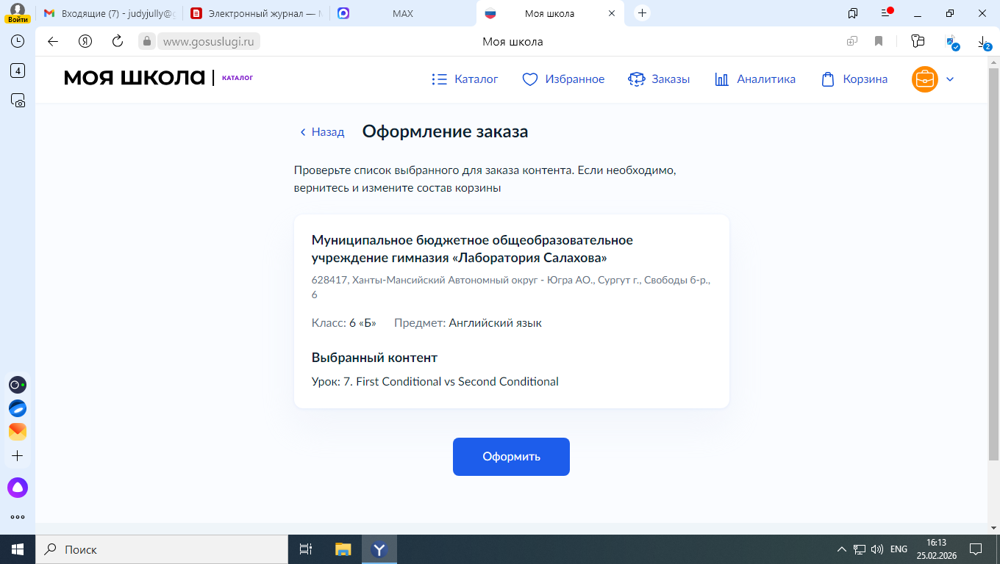 Войти
Входящие (7) - judyjully@g
Электронный журнал —
MAX
Моя школа
4
Я
www.gosuslugi.ru
Моя школа
2
МОЯ ШКОЛА | КАТАЛОГ
Каталог
Избранное
Заказы
Аналитика
Корзина
Назад
Оформление заказа
Проверьте список выбранного для заказа контента. Если необходимо,
вернитесь и измените состав корзины
Муниципальное бюджетное общеобразовательное
учреждение гимназия «Лаборатория Салахова»
628417, Ханты-Мансийский Автономный округ - Югра АО., Сургут г., Свободы б-р.,
6
Класс: 6 «Б» Предмет: Английский язык
Выбранный контент
Урок: 7. First Conditional vs Second Conditional
Оформить
Поиск
ENG
16:13
25.02.2026